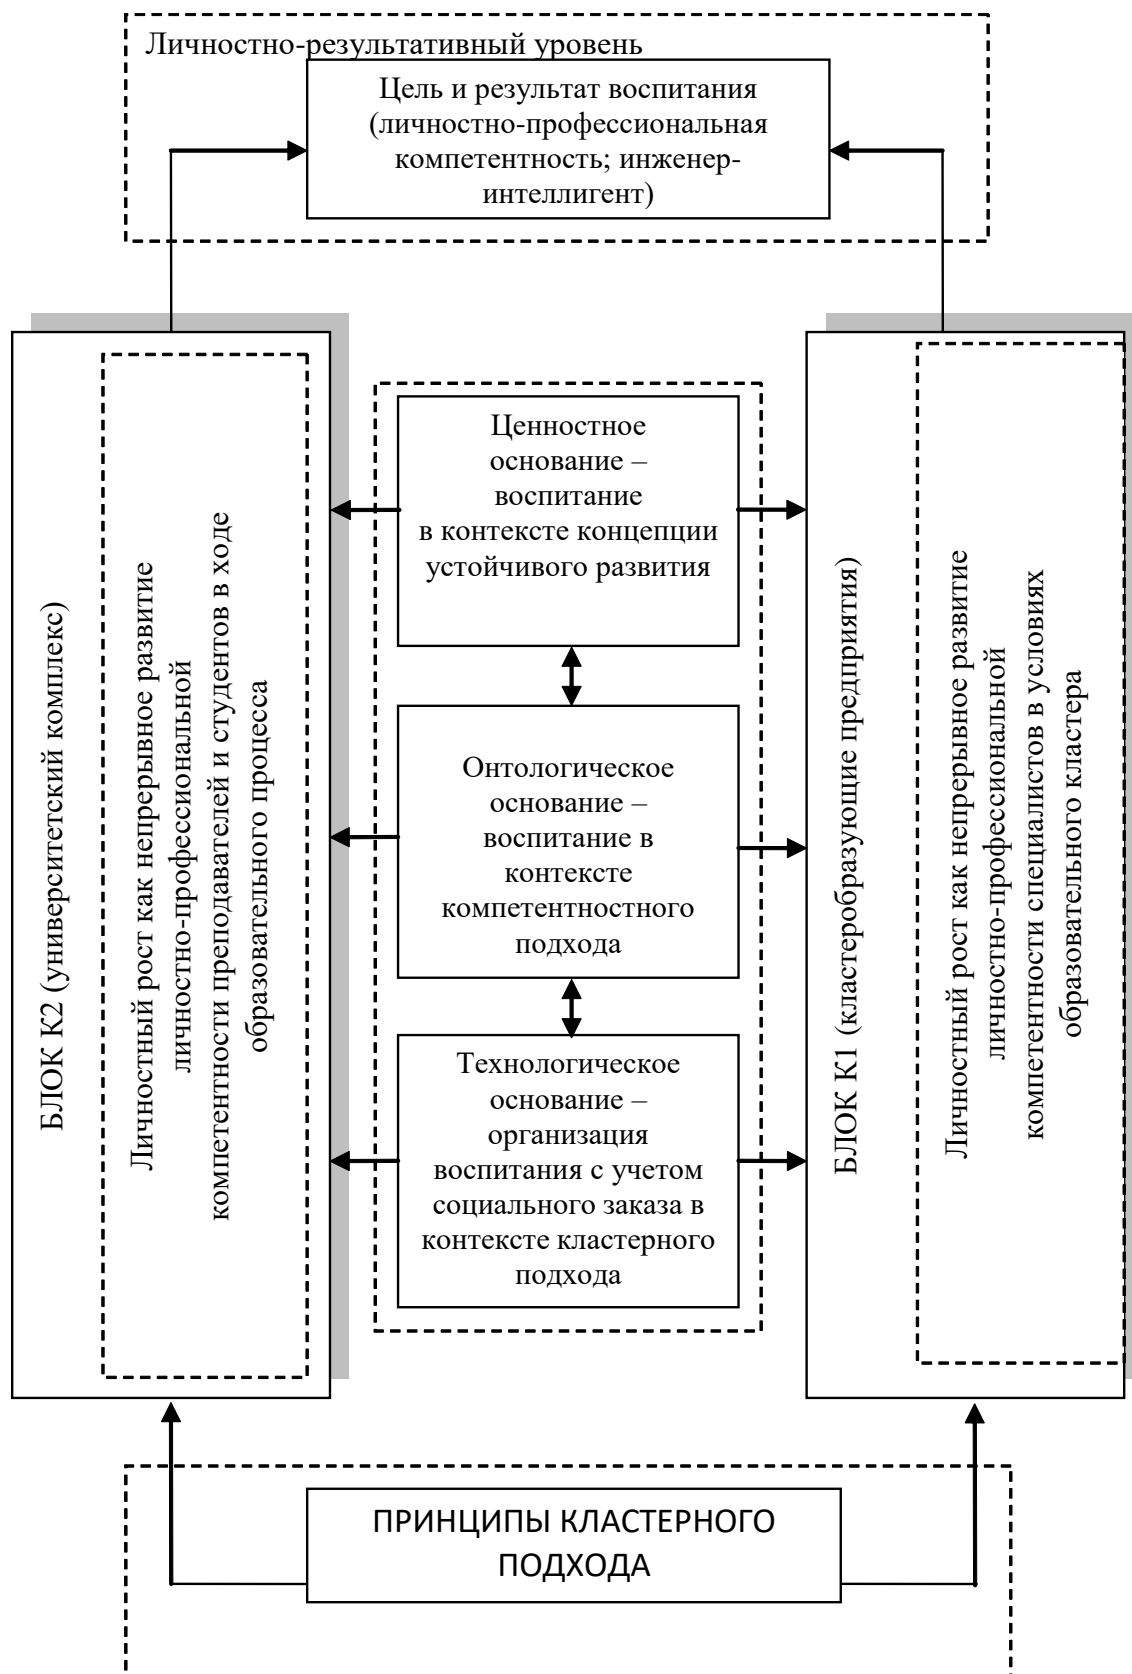 Личностно-результативный уровень
Цель и результат воспитания
(личностно-профессиональная
компетентность; инженер-
интеллигент)
БЛОК К2 (университетский комплекс)
Личностный рост как непрерывное развитие
личностно-профессиональной
компетентности преподавателей и студентов в ходе
образовательного процесса
Ценностное
основание –
воспитание
в контексте концепции
устойчивого развития
Онтологическое
основание –
воспитание в
контексте
компетентностного
подхода
Технологическое
основание –
организация
воспитания с учетом
социального заказа в
контексте кластерного
подхода
БЛОК К1 (кластеробразующие предприятия)
Личностный рост как непрерывное развитие
личностно-профессиональной
компетентности специалистов в условиях
образовательного кластера
ПРИНЦИПЫ КЛАСТЕРНОГО
ПОДХОДА